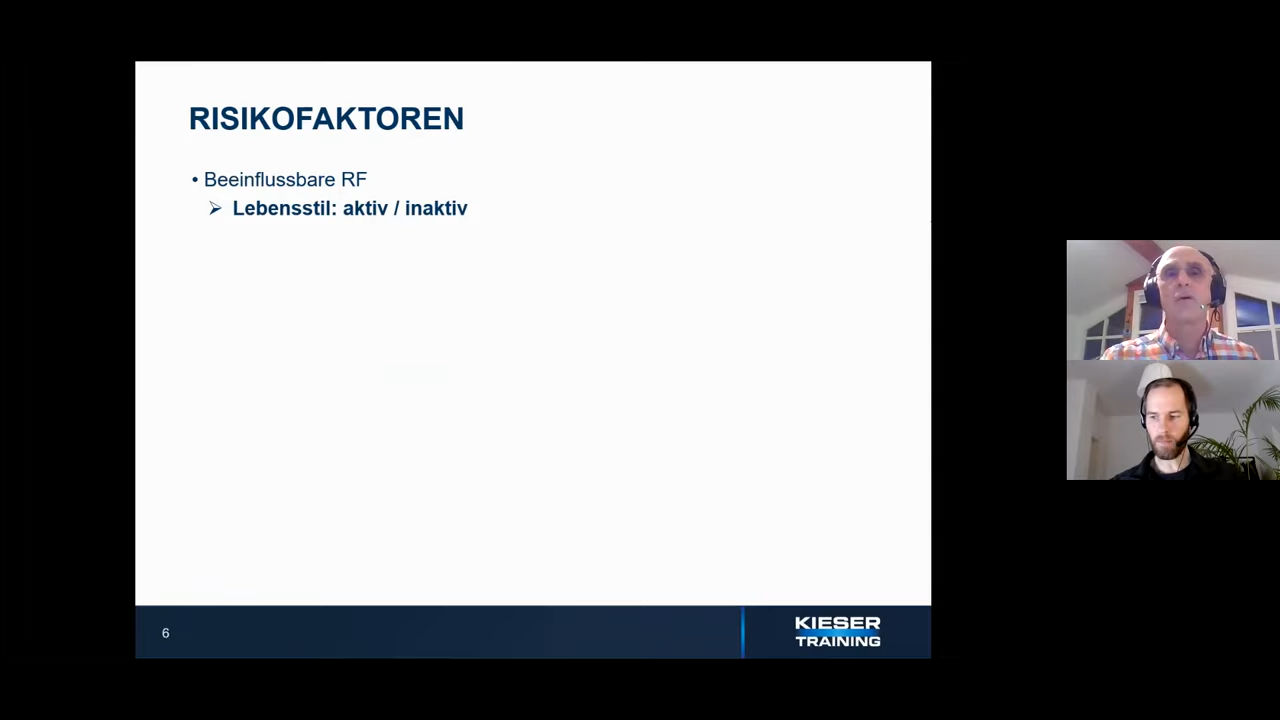 RISIKOFAKTOREN
• Beeinflussbare RF
➢ Lebensstil: aktiv / inaktiv
6
KIESER
TRAINING